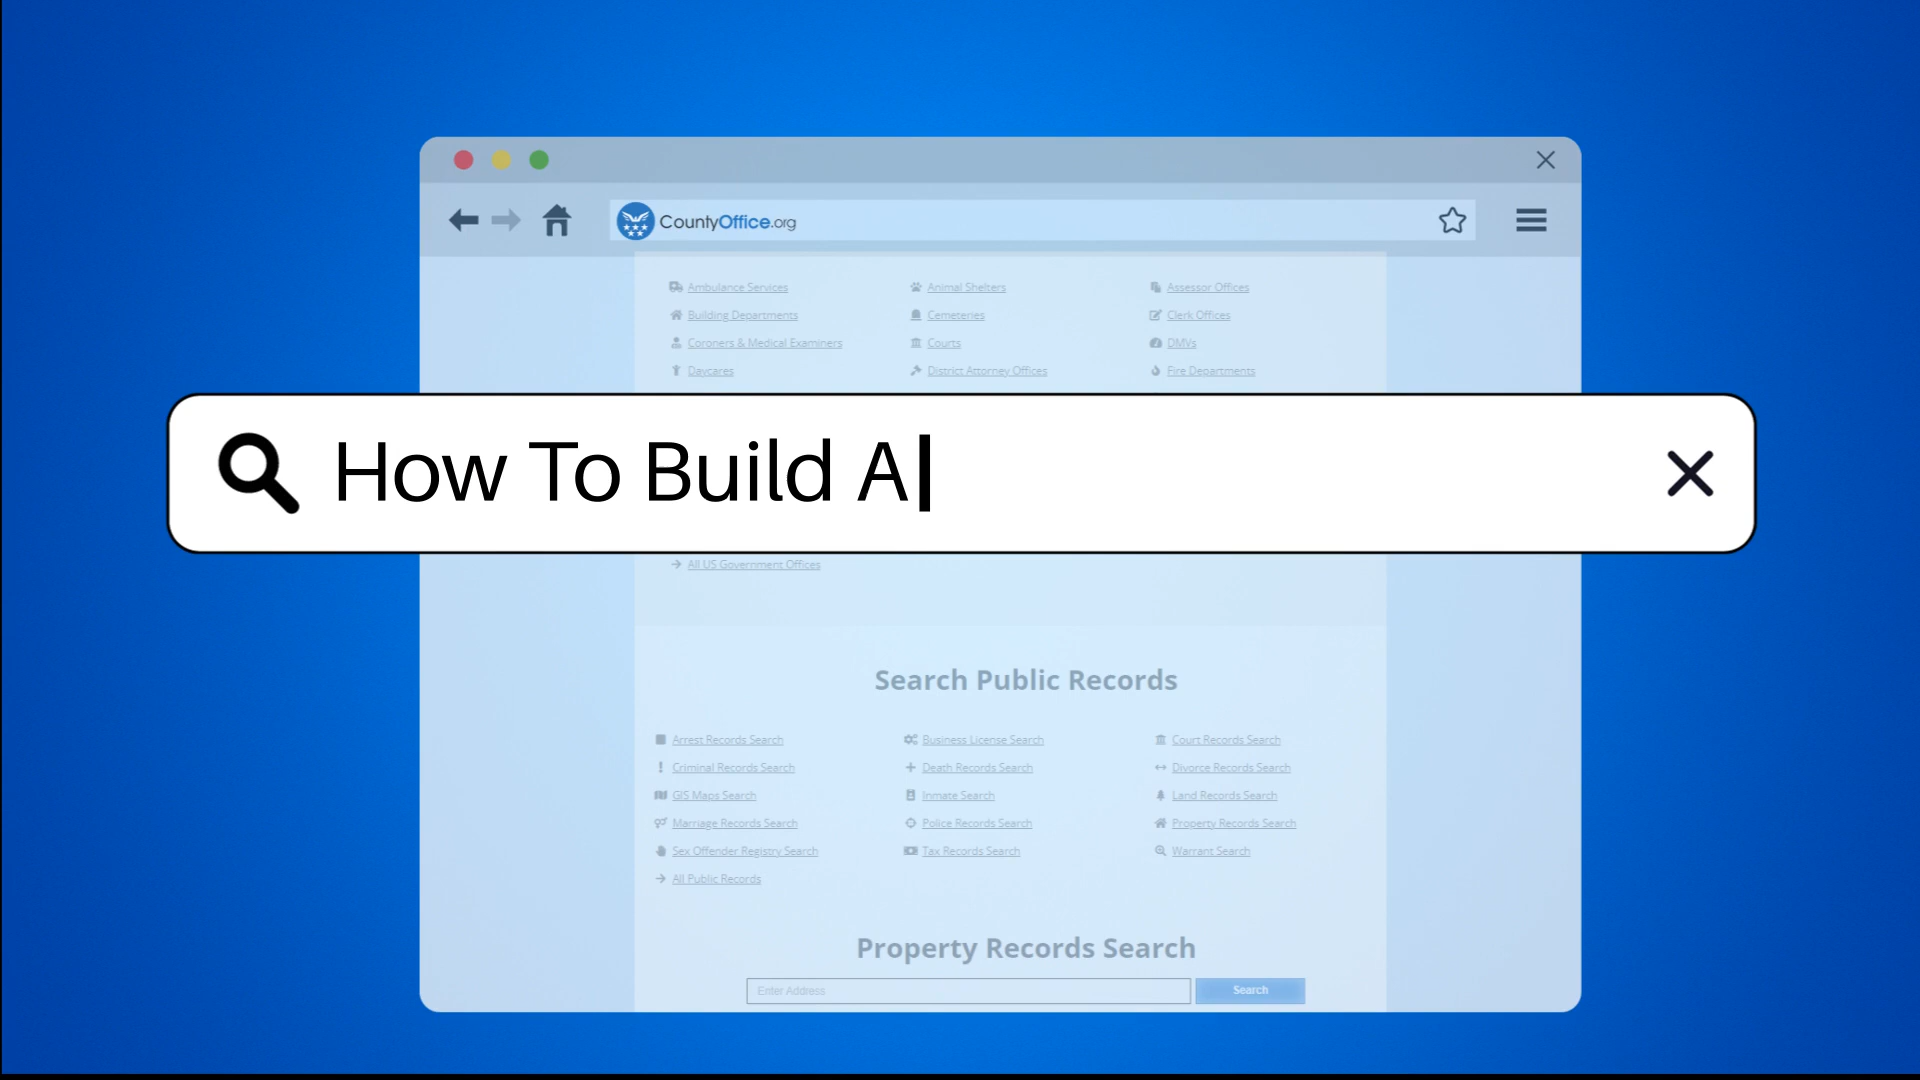 CountyOffice.org
Ambulance Services Animal Shelters Assessor Offices
Building Departments Cemeteries Clerk Offices
Coroners & Medical Examiners Courts DMVs
Daycares District Attorney Offices Fire Departments
How To Build A
All US Government Offices
Search Public Records
Arrest Records Search Business License Search Court Records Search
Criminal Records Search Death Records Search Divorce Records Search
GIS Maps Search Inmate Search Land Records Search
Marriage Records Search Police Records Search Property Records Search
Sex Offender Registry Search Tax Records Search Warrant Search
All Public Records
Property Records Search
Enter Address Search